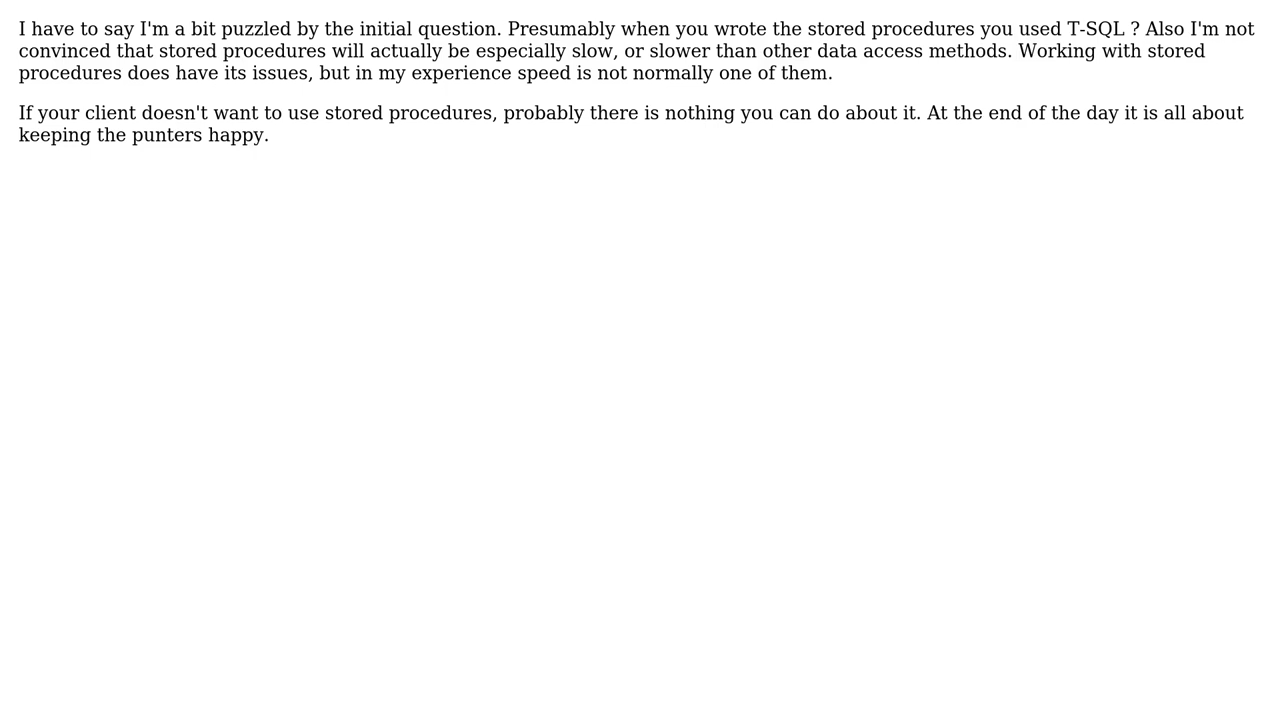 I have to say I'm a bit puzzled by the initial question. Presumably when you wrote the stored procedures you used T-SQL ? Also I'm not
convinced that stored procedures will actually be especially slow, or slower than other data access methods. Working with stored
procedures does have its issues, but in my experience speed is not normally one of them.
If your client doesn't want to use stored procedures, probably there is nothing you can do about it. At the end of the day it is all about
keeping the punters happy.